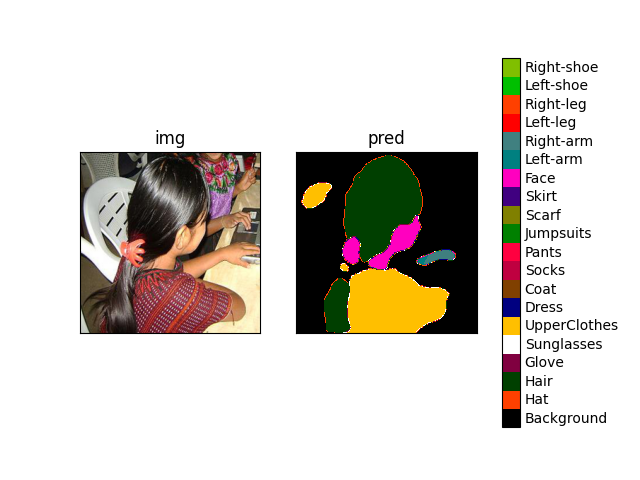 img
pred
Right-shoe
Left-shoe
Right-leg
Left-leg
Right-arm
Left-arm
Face
Skirt
Scarf
Jumpsuits
Pants
Socks
Coat
Dress
UpperClothes
Sunglasses
Glove
Hair
Hat
Background